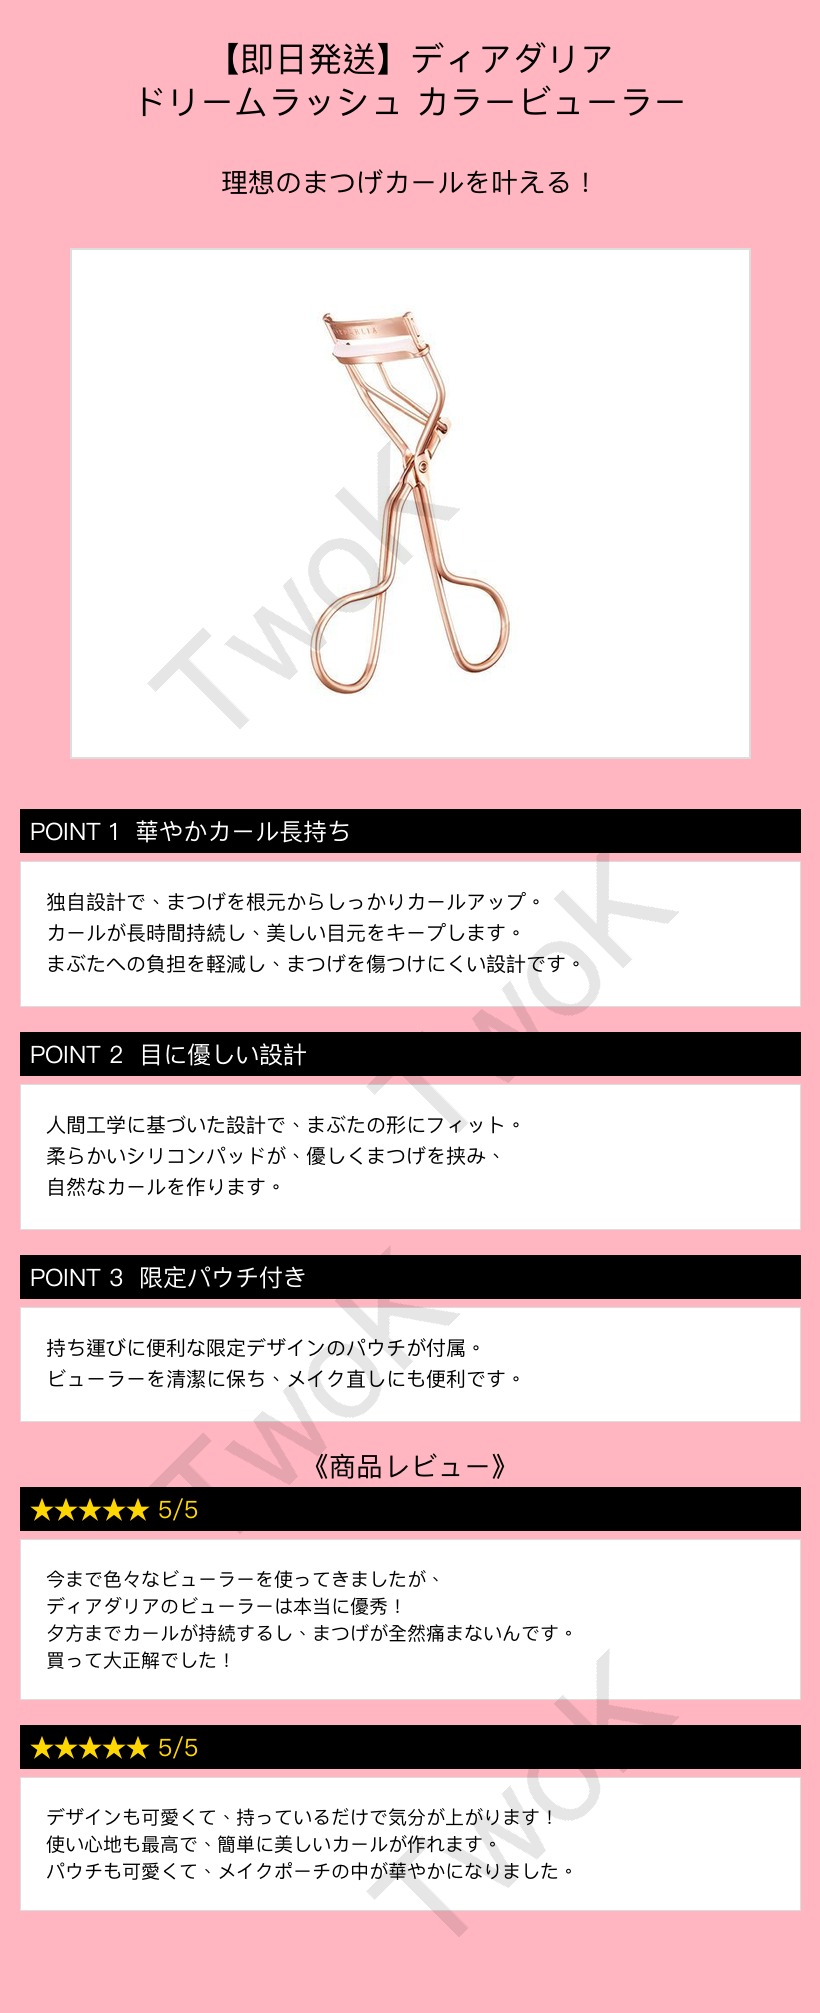 【即日発送】ディアダリア
ドリームラッシュ カラービューラー
理想のまつげカールを叶える！
TwoK
POINT 1 華やかカール長持ち
独自設計で、まつげを根元からしっかりカールアップ。
カールが長時間持続し、美しい目元をキープします。
まぶたへの負担を軽減し、まつげを傷つけにくい設計です。
TwoK
POINT 2 目に優しい設計
人間工学に基づいた設計で、まぶたの形にフィット。
柔らかいシリコンパッドが、優しくまつげを挟み、
自然なカールを作ります。
POINT 3 限定パウチ付き
持ち運びに便利な限定デザインのパウチが付属。
ビューラーを清潔に保ち、メイク直しにも便利です。
TwoK
《商品レビュー》
★★★★★ 5/5
今まで色々なビューラーを使ってきましたが、
ディアダリアのビューラーは本当に優秀！
夕方までカールが持続するし、まつげが全然痛まないんです。
買って大正解でした！
★★★★★ 5/5
デザインも可愛くて、持っているだけで気分が上がります！
使い心地も最高で、簡単に美しいカールが作れます。
パウチも可愛くて、メイクポーチの中が華やかになりました。
TwoK